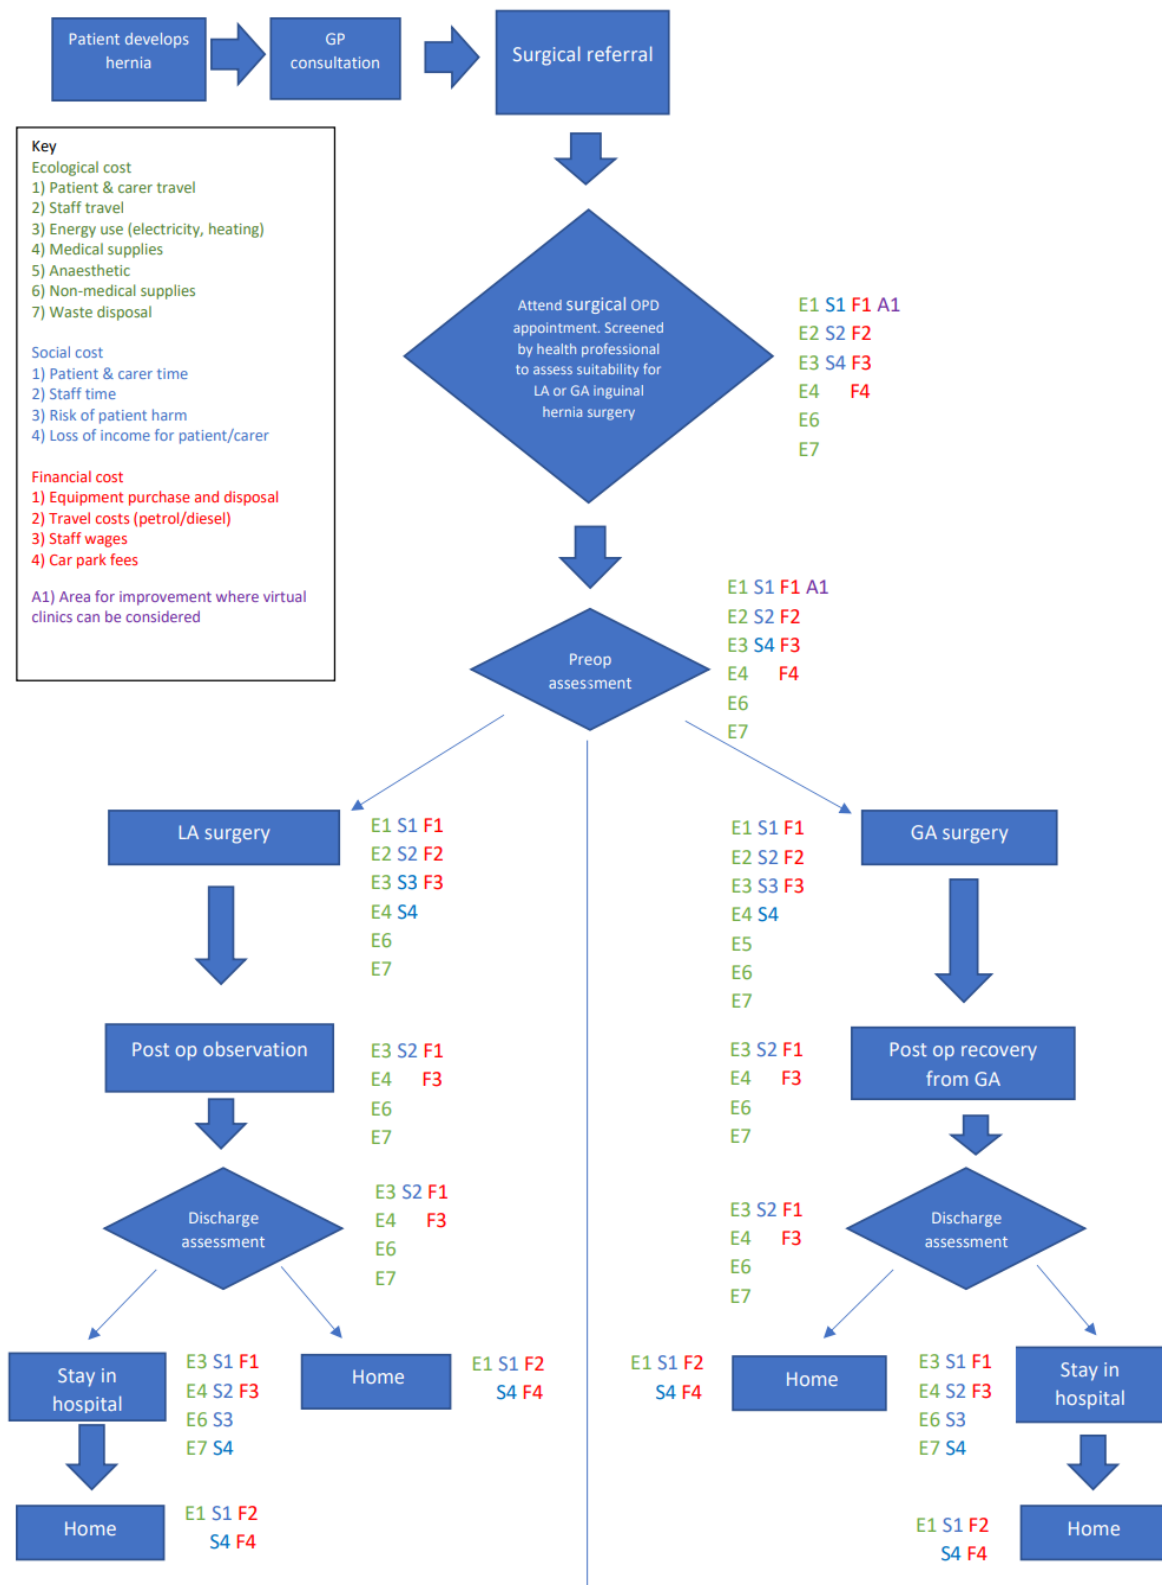 Patient develops
hernia
GP
consultation
Surgical referral
Key
Ecological cost
1) Patient & carer travel
2) Staff travel
3) Energy use (electricity, heating)
4) Medical supplies
5) Anaesthetic
6) Non-medical supplies
7) Waste disposal
Social cost
1) Patient & carer time
2) Staff time
3) Risk of patient harm
4) Loss of income for patient/carer
Financial cost
1) Equipment purchase and disposal
2) Travel costs (petrol/diesel)
3) Staff wages
4) Car park fees
A1) Area for improvement where virtual
clinics can be considered
Attend surgical OPD
appointment. Screened
by health professional
to assess suitability for
LA or GA inguinal
hernia surgery
E1 S1 F1 A1
E2 S2 F2
E3 S4 F3
E4 F4
E6
E7
Preop
assessment
E1 S1 F1 A1
E2 S2 F2
E3 S4 F3
E4 F4
E6
E7
LA surgery
E1 S1 F1
E2 S2 F2
E3 S3 F3
E4 S4
E6
E7
GA surgery
E1 S1 F1
E2 S2 F2
E3 S3 F3
E4 S4
E5
E6
E7
Post op observation
E3 S2 F1
E4 F3
E6
E7
Post op recovery
from GA
E3 S2 F1
E4 F3
E6
E7
Discharge
assessment
E3 S2 F1
E4 F3
E6
E7
Discharge
assessment
E3 S2 F1
E4 F3
E6
E7
Stay in
hospital
E3 S1 F1
E4 S2 F3
E6 S3
E7 S4
Home
E1 S1 F2
S4 F4
Home
E1 S1 F2
S4 F4
Stay in
hospital
E3 S1 F1
E4 S2 F3
E6 S3
E7 S4
Home
E1 S1 F2
S4 F4
Home
E1 S1 F2
S4 F4